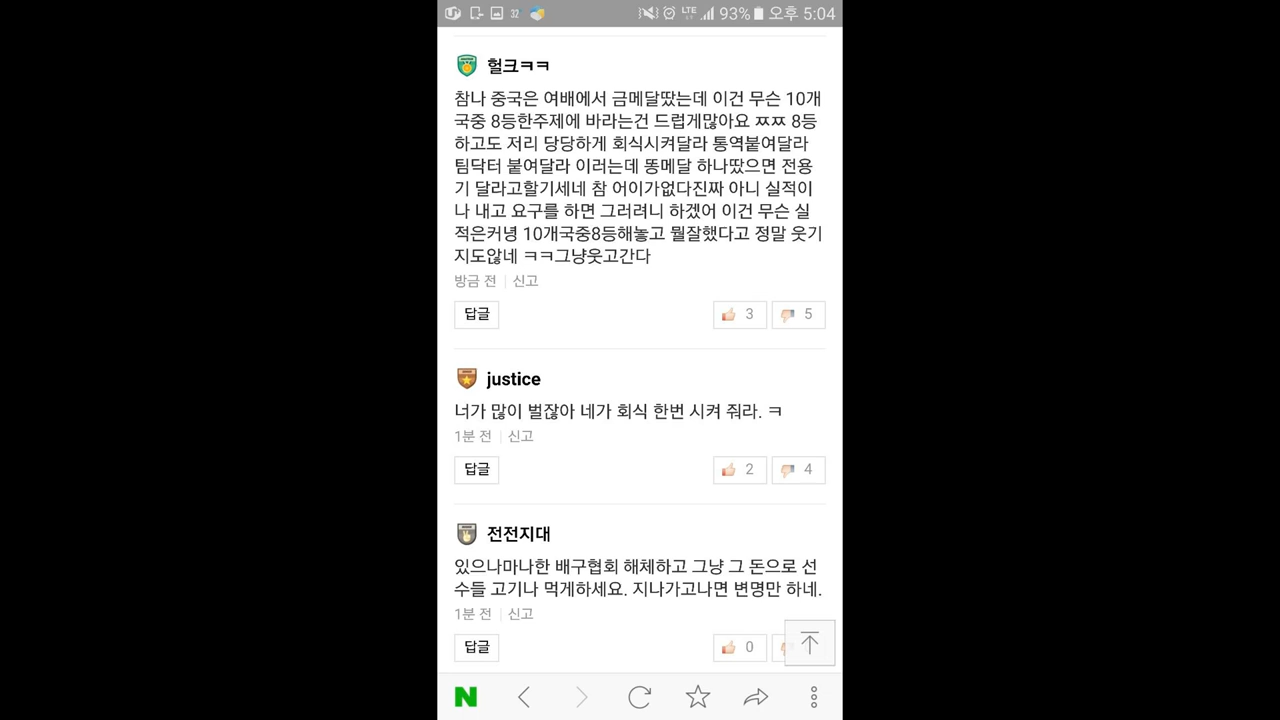 32
LTE
93%
오후 5:04
헐크ㅋㅋ
참나 중국은 여배에서 금메달땄는데 이건 무슨 10개
국중 8등한주제에 바라는건 드럽게많아요 ㅉㅉ 8등
하고도 저리 당당하게 회식시켜달라 통역붙여달라
팀닥터 붙여달라 이러는데 똥메달 하나땄으면 전용
기 달라고할기세네 참 어이가없다진짜 아니 실적이
나 내고 요구를 하면 그러려니 하겠어 이건 무슨 실
적은커녕 10개국중8등해놓고 뭘잘했다고 정말 웃기
지도않네 ㅋㅋ그냥웃고간다
방금 전 신고
답글 3 5
justice
너가 많이 벌잖아 네가 회식 한번 시켜 줘라. ㅋ
1분 전 신고
답글 2 4
전전지대
있으나마나한 배구협회 해체하고 그냥 그 돈으로 선
수들 고기나 먹게하세요. 지나가고나면 변명만 하네.
1분 전 신고
답글 0
N